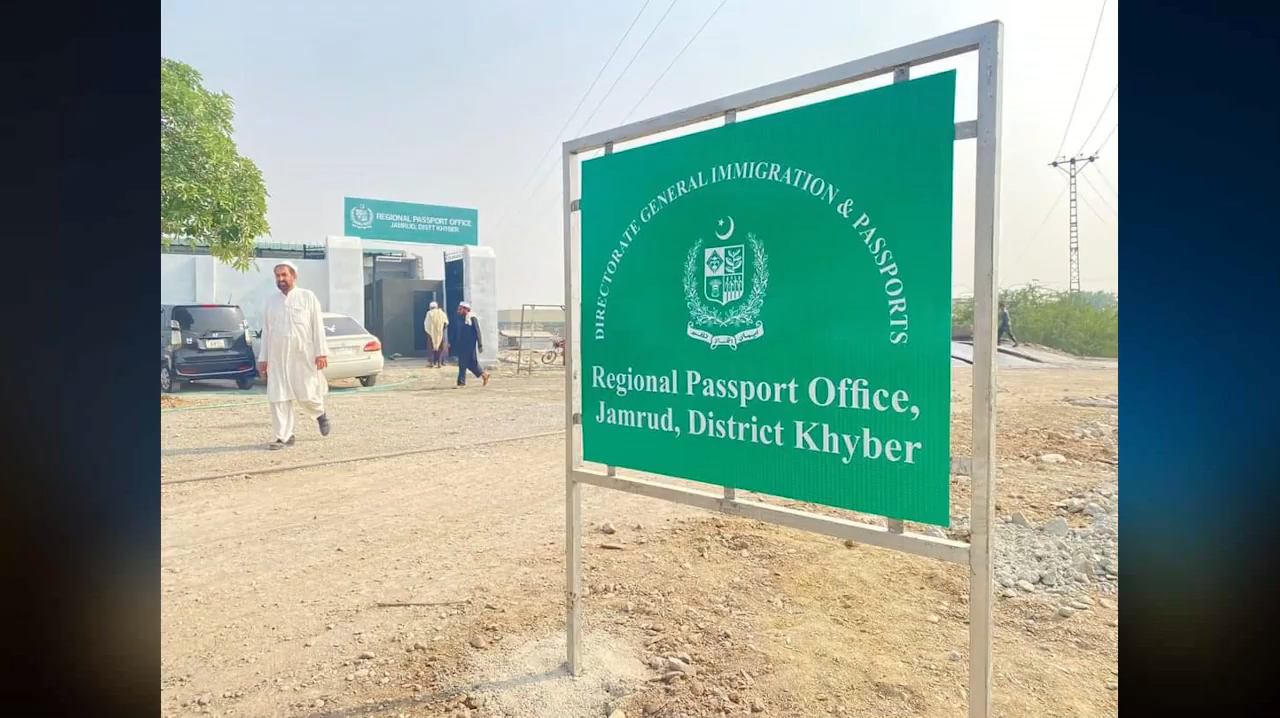 DIRECTORATE GENERAL IMMIGRATION & PASSPORTS
Regional Passport Office,
Jamrud, District Khyber
REGIONAL PASSPORT OFFICE
JAMRUD, DISTT KHYBER